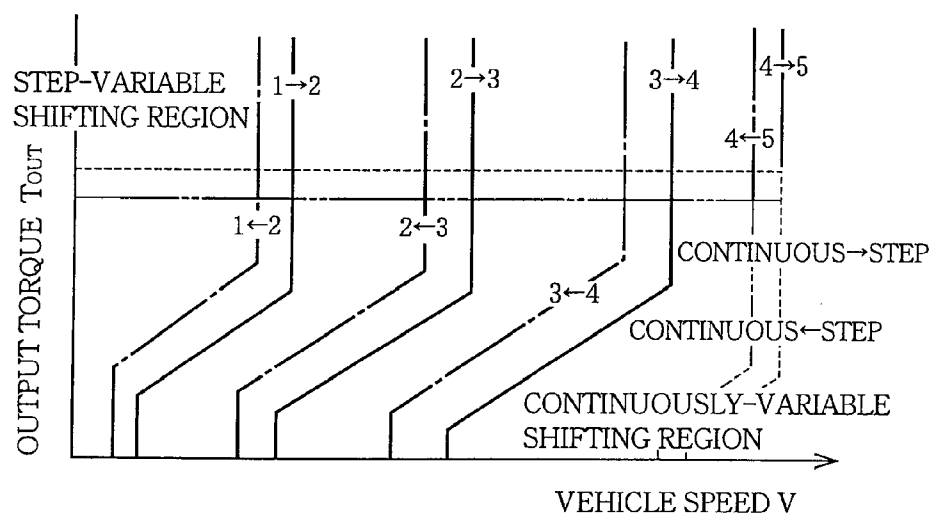 STEP-VARIABLE
SHIFTING REGION
1→2
2→3
3→4
4→5
4←5
1←2
2←3
3←4
CONTINUOUS→STEP
CONTINUOUS←STEP
CONTINUOUSLY-VARIABLE
SHIFTING REGION
OUTPUT TORQUE TOUT
VEHICLE SPEED V